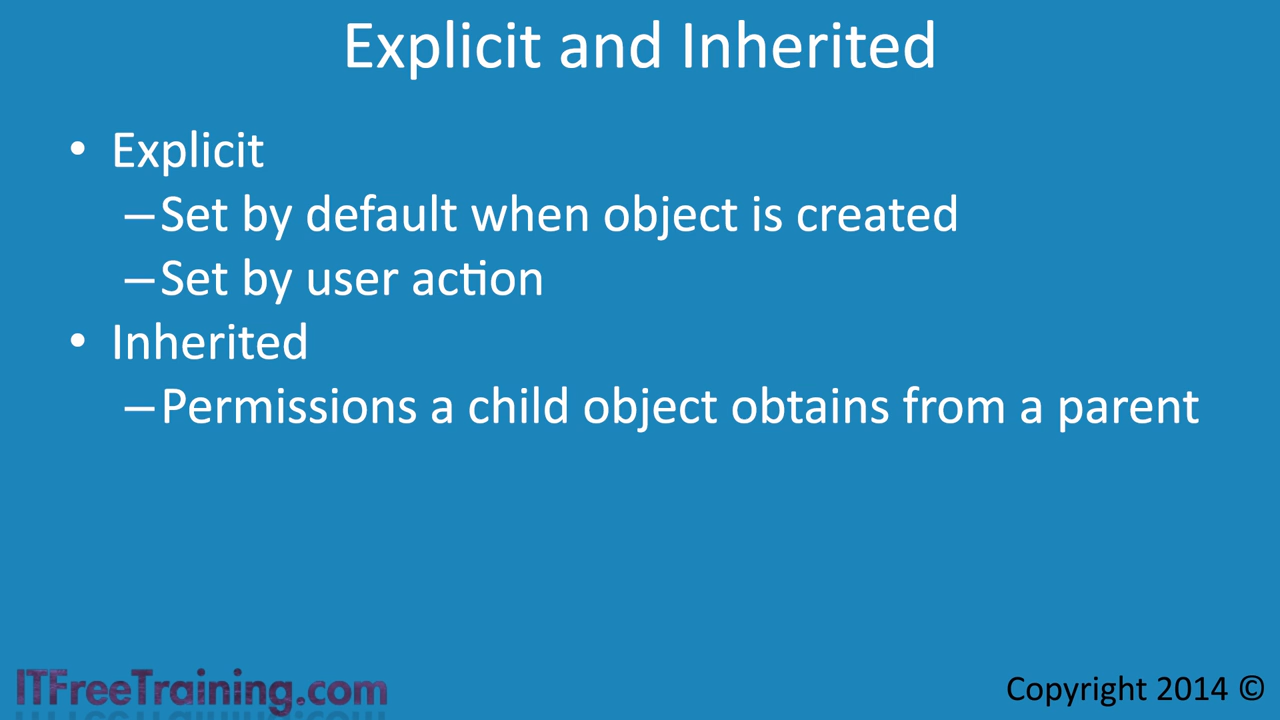 Explicit and Inherited
• Explicit
–Set by default when object is created
–Set by user action
• Inherited
–Permissions a child object obtains from a parent
ITFreeTraining.com
Copyright 2014 ©